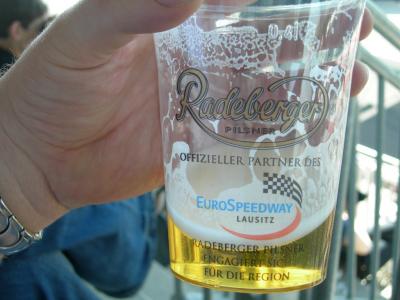 Radeberger
PILSNER
OFFIZIELLER PARTNER DES
EUROSPEEDWAY
LAUSITZ
RADEBERGER PILSNER
ENGAGIERT SICH
FÜR DIE REGION